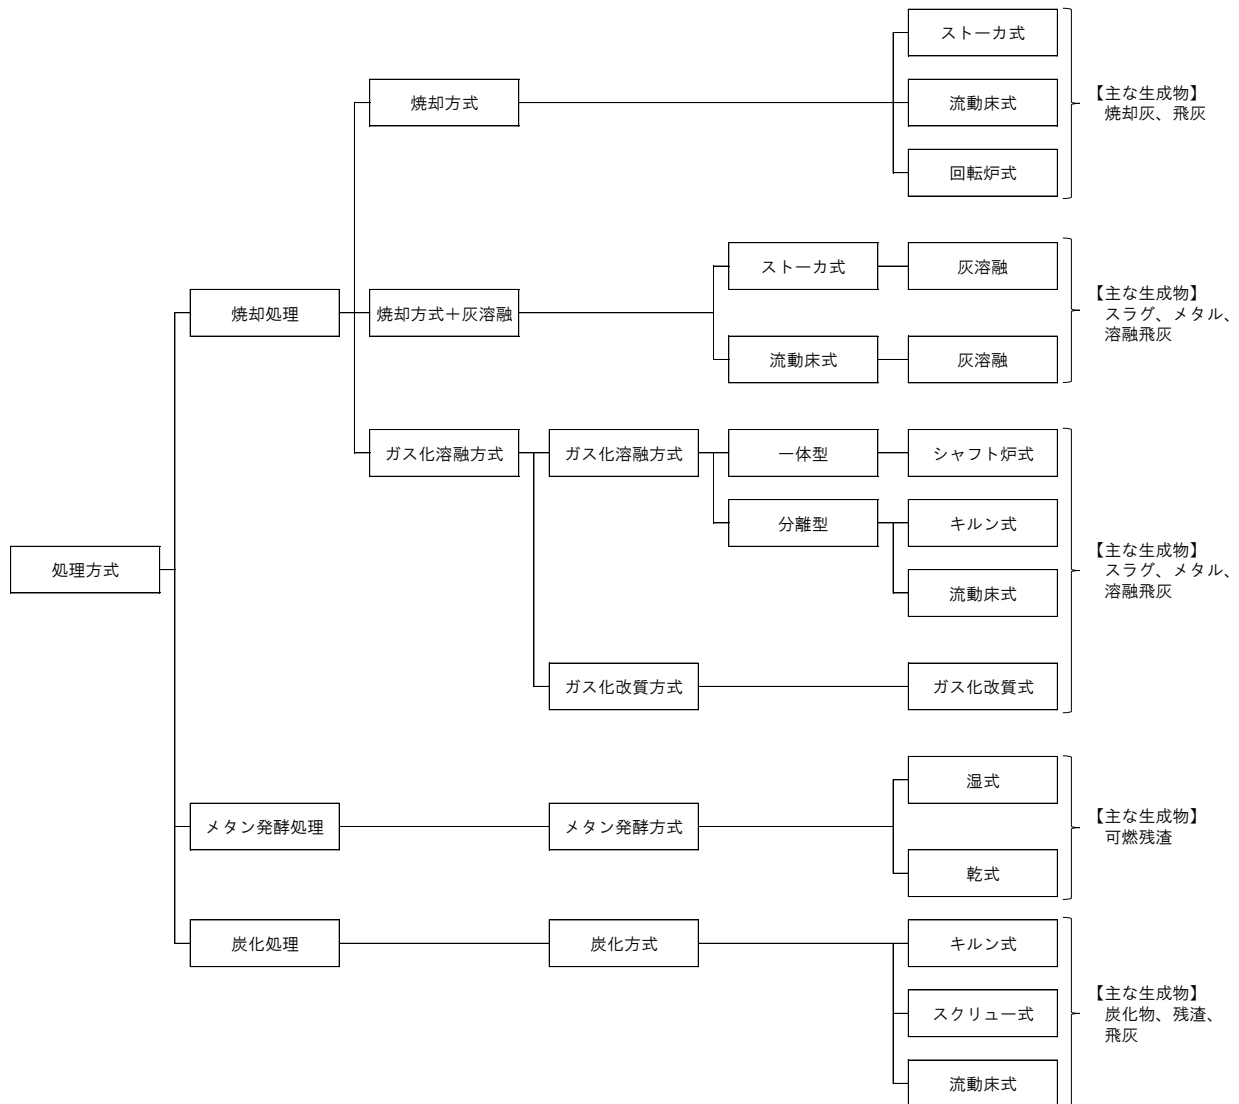 ストーカ式
焼却方式
流動床式
【主な生成物】
焼却灰、飛灰
回転炉式
ストーカ式
灰溶融
焼却処理
焼却方式＋灰溶融
【主な生成物】
スラグ、メタル、
溶融飛灰
流動床式
灰溶融
ガス化溶融方式
ガス化溶融方式
一体型
シャフト炉式
分離型
キルン式
処理方式
流動床式
【主な生成物】
スラグ、メタル、
溶融飛灰
ガス化改質方式
ガス化改質式
湿式
メタン発酵処理
メタン発酵方式
【主な生成物】
可燃残渣
乾式
炭化処理
炭化方式
キルン式
スクリュー式
【主な生成物】
炭化物、残渣、
飛灰
流動床式